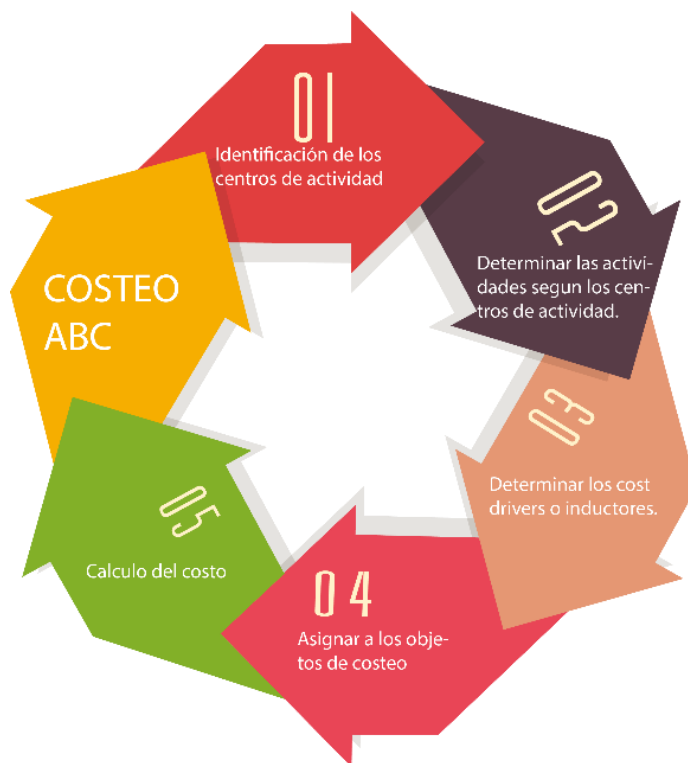 01
Identificación de los
centros de actividad
02
Determinar las activi-
dades segun los cen-
tros de actividad.
03
Determinar los cost
drivers o inductores.
04
Asignar a los obje-
tos de costeo
05
Calculo del costo
COSTEO
ABC